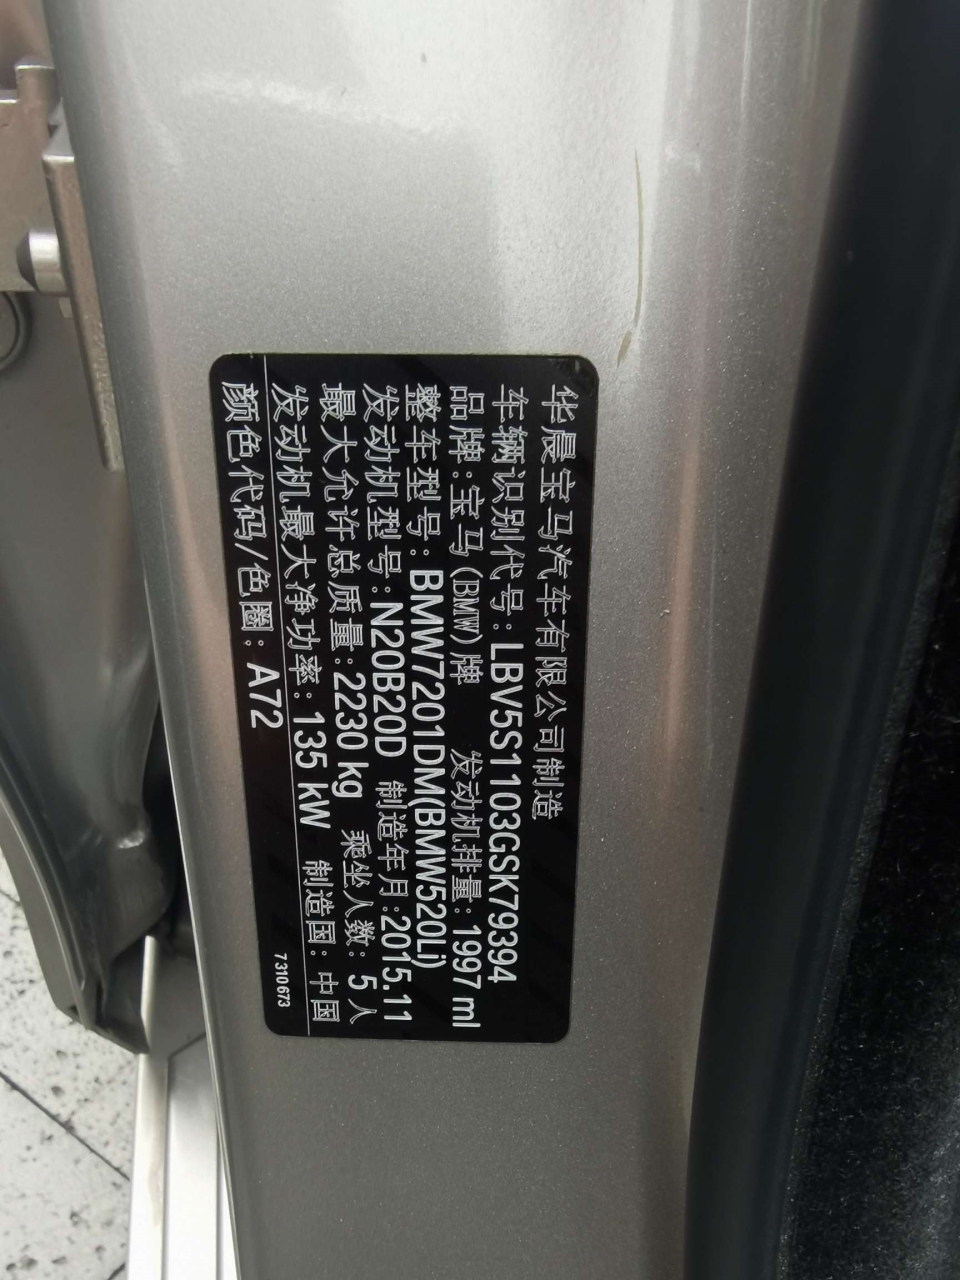 华晨宝马汽车有限公司制造
车辆识别代号:LBV5S1103GSK79394
品牌:宝马(BMW)牌 发动机排量:1997 ml
整车型号:BMW7201DM(BMW520Li)
发动机型号:N20B20D 制造年月:2015.11
最大允许总质量:2230 kg 乘坐人数:5人
发动机最大净功率:135 kW 制造国:中国
颜色代码/色圈:A72
7 310 673